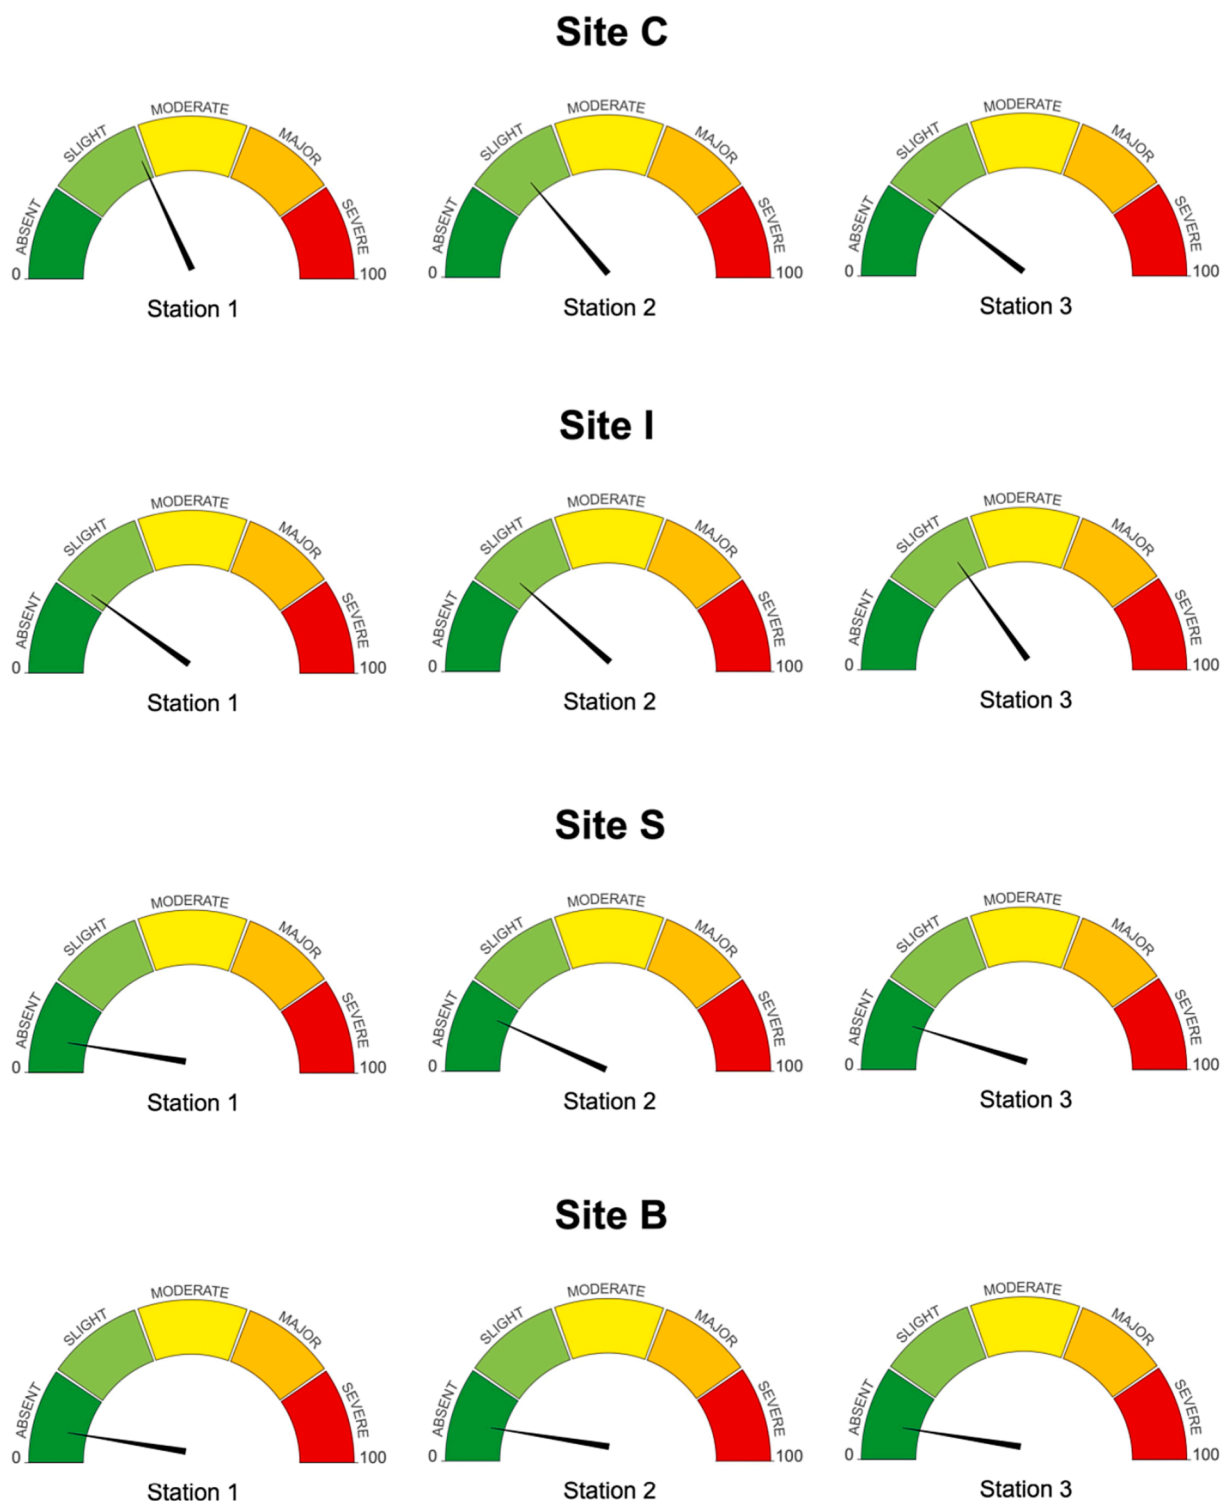 Site C
ABSENT SLIGHT MODERATE MAJOR SEVERE
0 100
Station 1
ABSENT SLIGHT MODERATE MAJOR SEVERE
0 100
Station 2
ABSENT SLIGHT MODERATE MAJOR SEVERE
0 100
Station 3
Site I
ABSENT SLIGHT MODERATE MAJOR SEVERE
0 100
Station 1
ABSENT SLIGHT MODERATE MAJOR SEVERE
0 100
Station 2
ABSENT SLIGHT MODERATE MAJOR SEVERE
0 100
Station 3
Site S
ABSENT SLIGHT MODERATE MAJOR SEVERE
0 100
Station 1
ABSENT SLIGHT MODERATE MAJOR SEVERE
0 100
Station 2
ABSENT SLIGHT MODERATE MAJOR SEVERE
0 100
Station 3
Site B
ABSENT SLIGHT MODERATE MAJOR SEVERE
0 100
Station 1
ABSENT SLIGHT MODERATE MAJOR SEVERE
0 100
Station 2
ABSENT SLIGHT MODERATE MAJOR SEVERE
0 100
Station 3